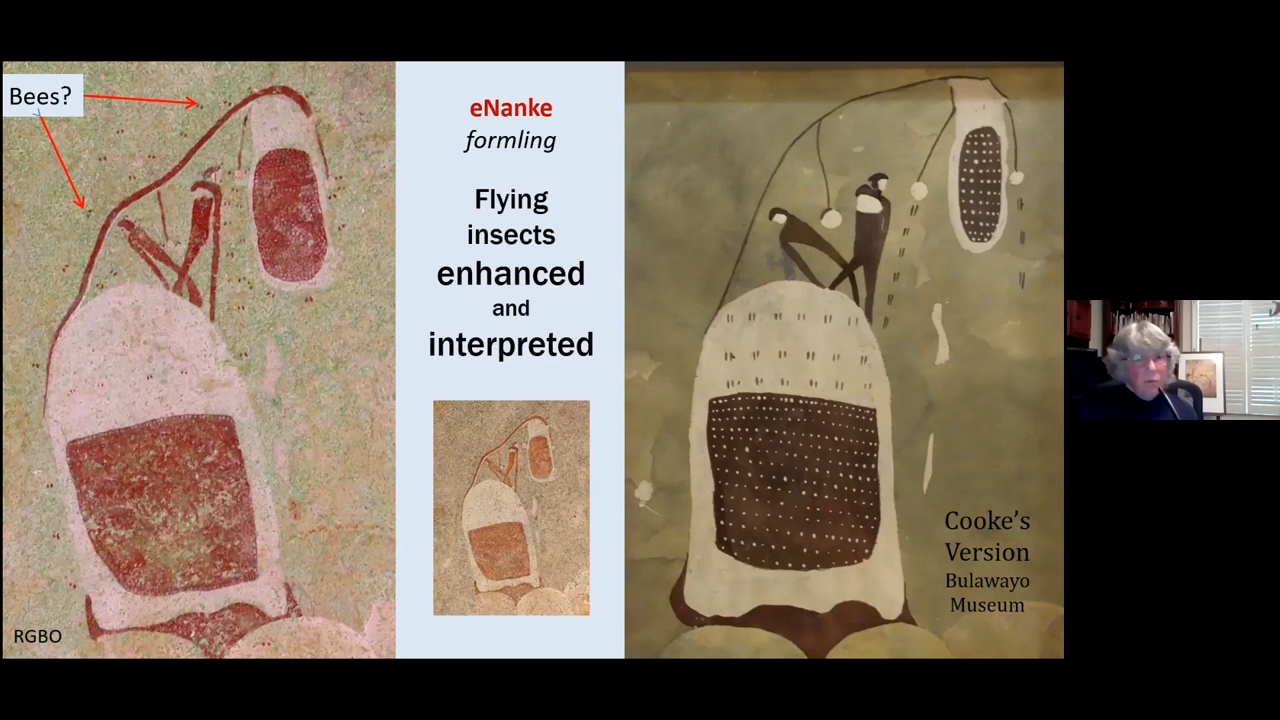 Bees?
RGBO
eNanke
formling
Flying
insects
enhanced
and
interpreted
Cooke's
Version
Bulawayo
Museum